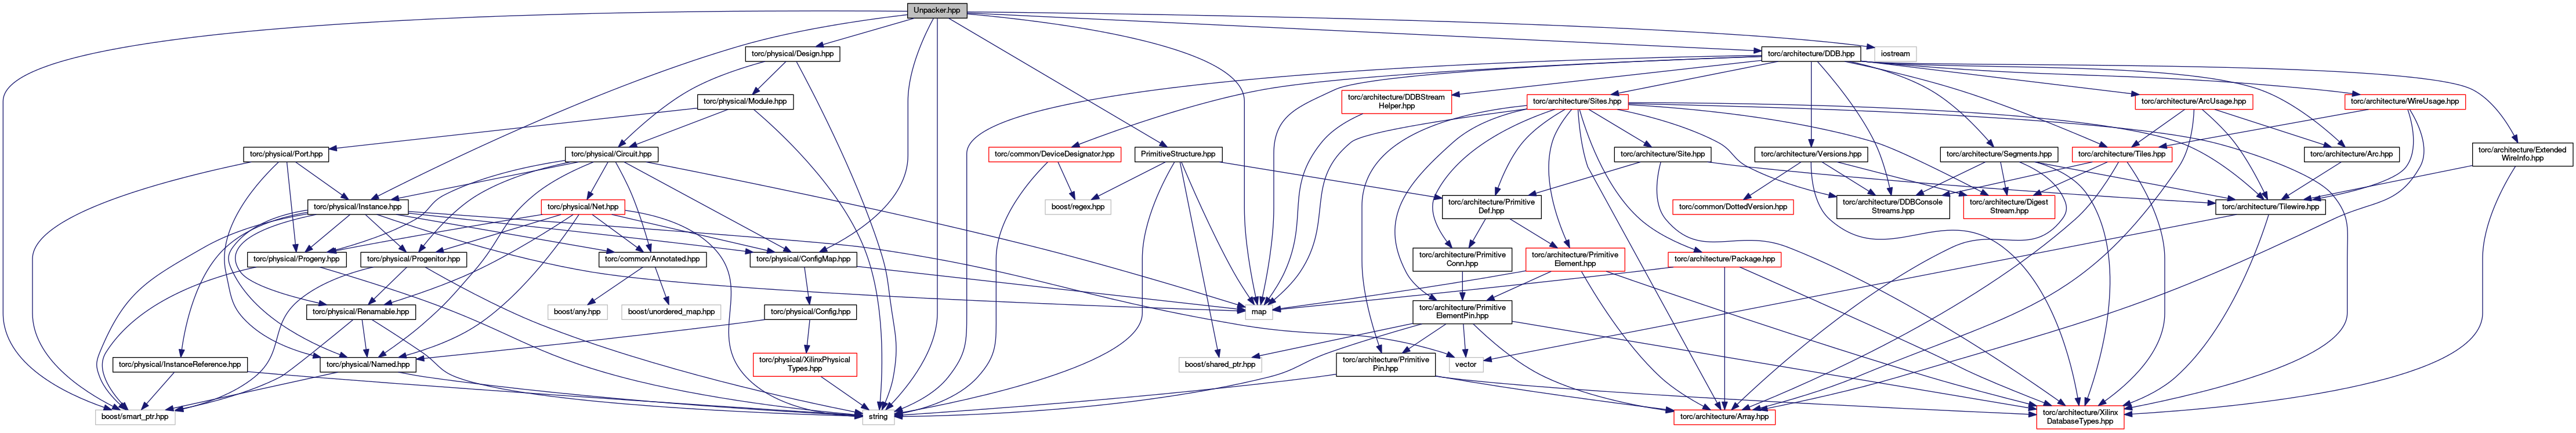 Unpacker.hpp
torc/physical/Design.hpp
torc/architecture/DDB.hpp
iostream
torc/physical/Module.hpp
torc/architecture/DDBStream
Helper.hpp
torc/architecture/Sites.hpp
torc/architecture/ArcUsage.hpp
torc/architecture/WireUsage.hpp
torc/physical/Port.hpp
torc/physical/Circuit.hpp
torc/common/DeviceDesignator.hpp
PrimitiveStructure.hpp
torc/architecture/Site.hpp
torc/architecture/Versions.hpp
torc/architecture/Segments.hpp
torc/architecture/Tiles.hpp
torc/architecture/Arc.hpp
torc/architecture/Extended
WireInfo.hpp
torc/physical/Instance.hpp
torc/physical/Net.hpp
boost/regex.hpp
torc/architecture/Primitive
Def.hpp
torc/common/DottedVersion.hpp
torc/architecture/DDBConsole
Streams.hpp
torc/architecture/Digest
Stream.hpp
torc/architecture/Tilewire.hpp
torc/physical/Progeny.hpp
torc/physical/Progenitor.hpp
torc/common/Annotated.hpp
torc/physical/ConfigMap.hpp
torc/architecture/Primitive
Conn.hpp
torc/architecture/Primitive
Element.hpp
torc/architecture/Package.hpp
torc/physical/Renamable.hpp
boost/any.hpp
boost/unordered_map.hpp
torc/physical/Config.hpp
map
torc/architecture/Primitive
ElementPin.hpp
torc/physical/InstanceReference.hpp
torc/physical/Named.hpp
torc/physical/XilinxPhysical
Types.hpp
boost/shared_ptr.hpp
vector
torc/architecture/Primitive
Pin.hpp
boost/smart_ptr.hpp
string
torc/architecture/Array.hpp
torc/architecture/Xilinx
DatabaseTypes.hpp